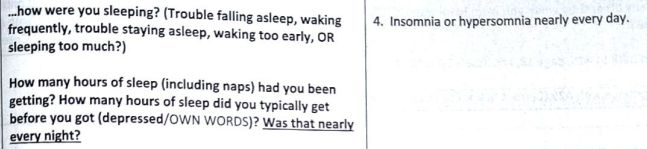 ...how were you sleeping? (Trouble falling asleep, waking
frequently, trouble staying asleep, waking too early, OR
sleeping too much?)
How many hours of sleep (including naps) had you been
getting? How many hours of sleep did you typically get
before you got (depressed/OWN WORDS)? Was that nearly
every night?
4. Insomnia or hypersomnia nearly every day.